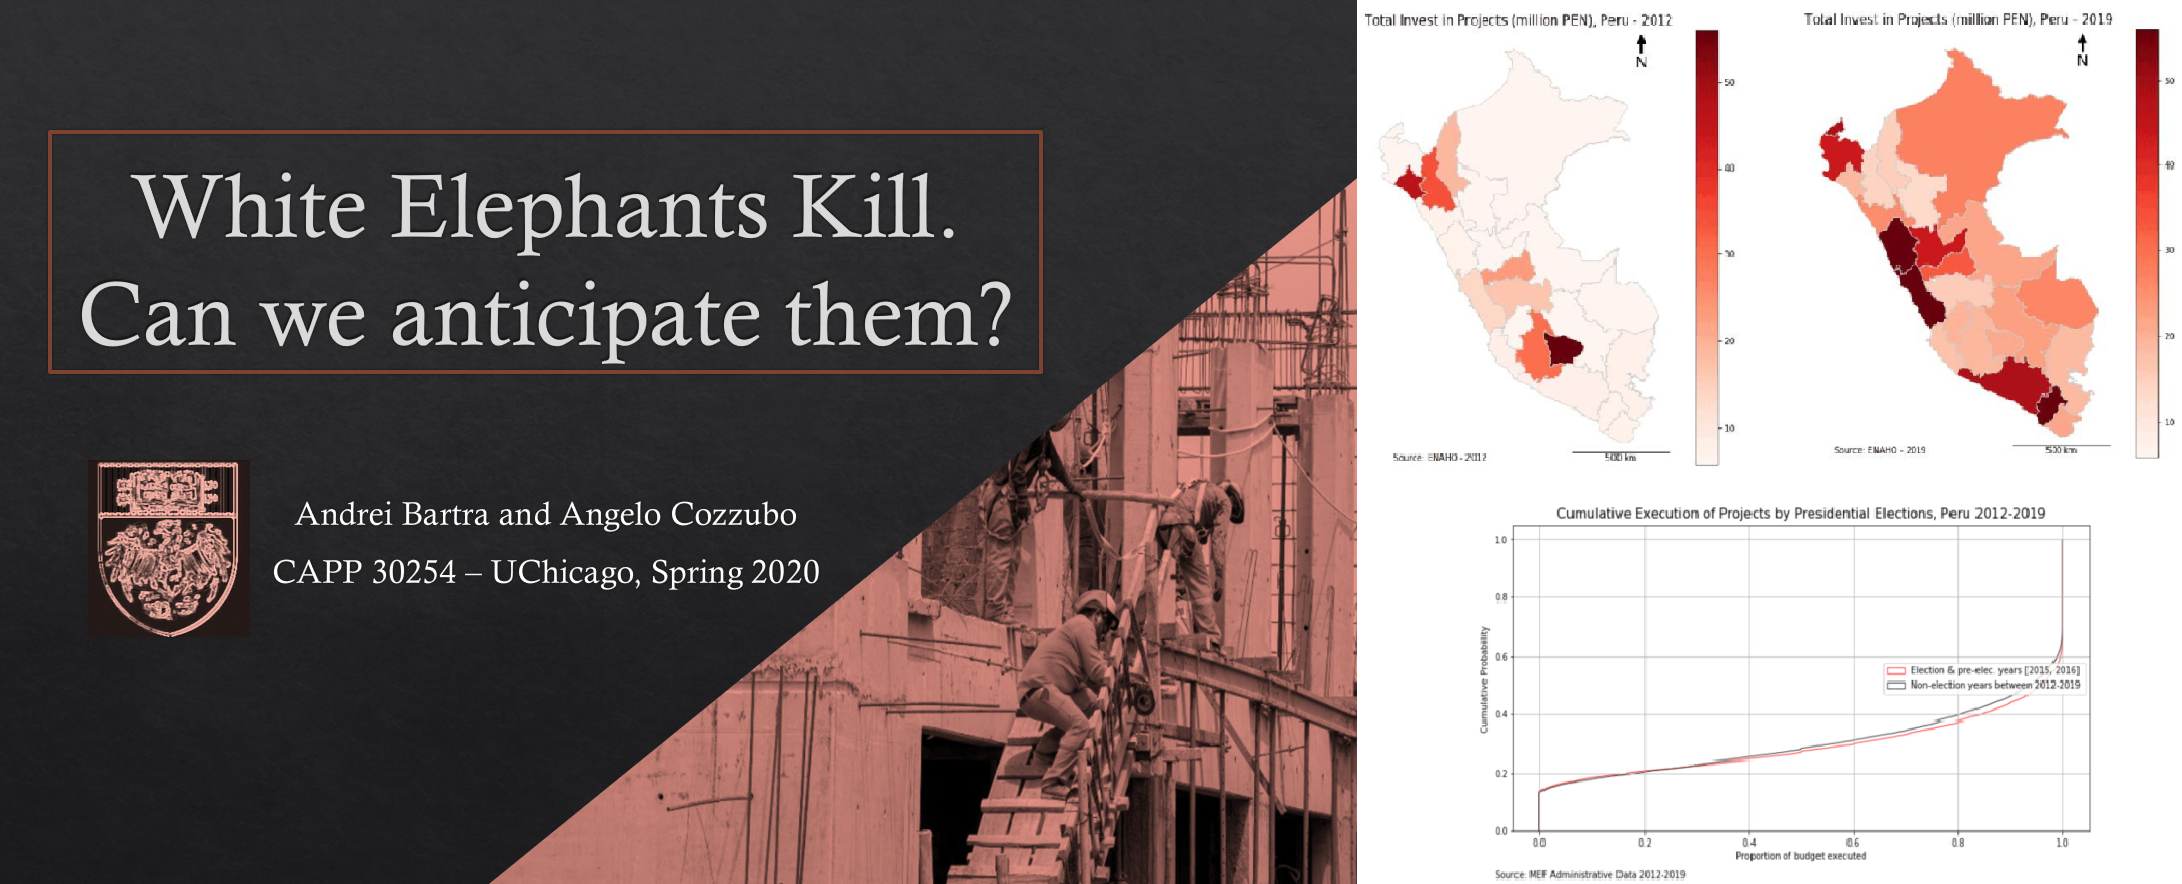 White Elephants Kill.
Can we anticipate them?
Andrei Bartra and Angelo Cozzubo
CAPP 30254 – UChicago, Spring 2020
Total Invest in Projects (million PEN), Peru - 2012
N
50
40
30
20
10
Source: ENAHO - 2012
500 km
Total Invest in Projects (million PEN), Peru - 2019
N
50
40
30
20
10
Source: ENAHO - 2019
500 km
Cumulative Execution of Projects by Presidential Elections, Peru 2012-2019
Cumulative Probability
1.0
0.8
0.6
0.4
0.2
0.0
Election & pre-elec. years [2015, 2016]
Non-election years between 2012-2019
0.0 0.2 0.4 0.6 0.8 1.0
Proportion of budget executed
Source: MEF Administrative Data 2012-2019